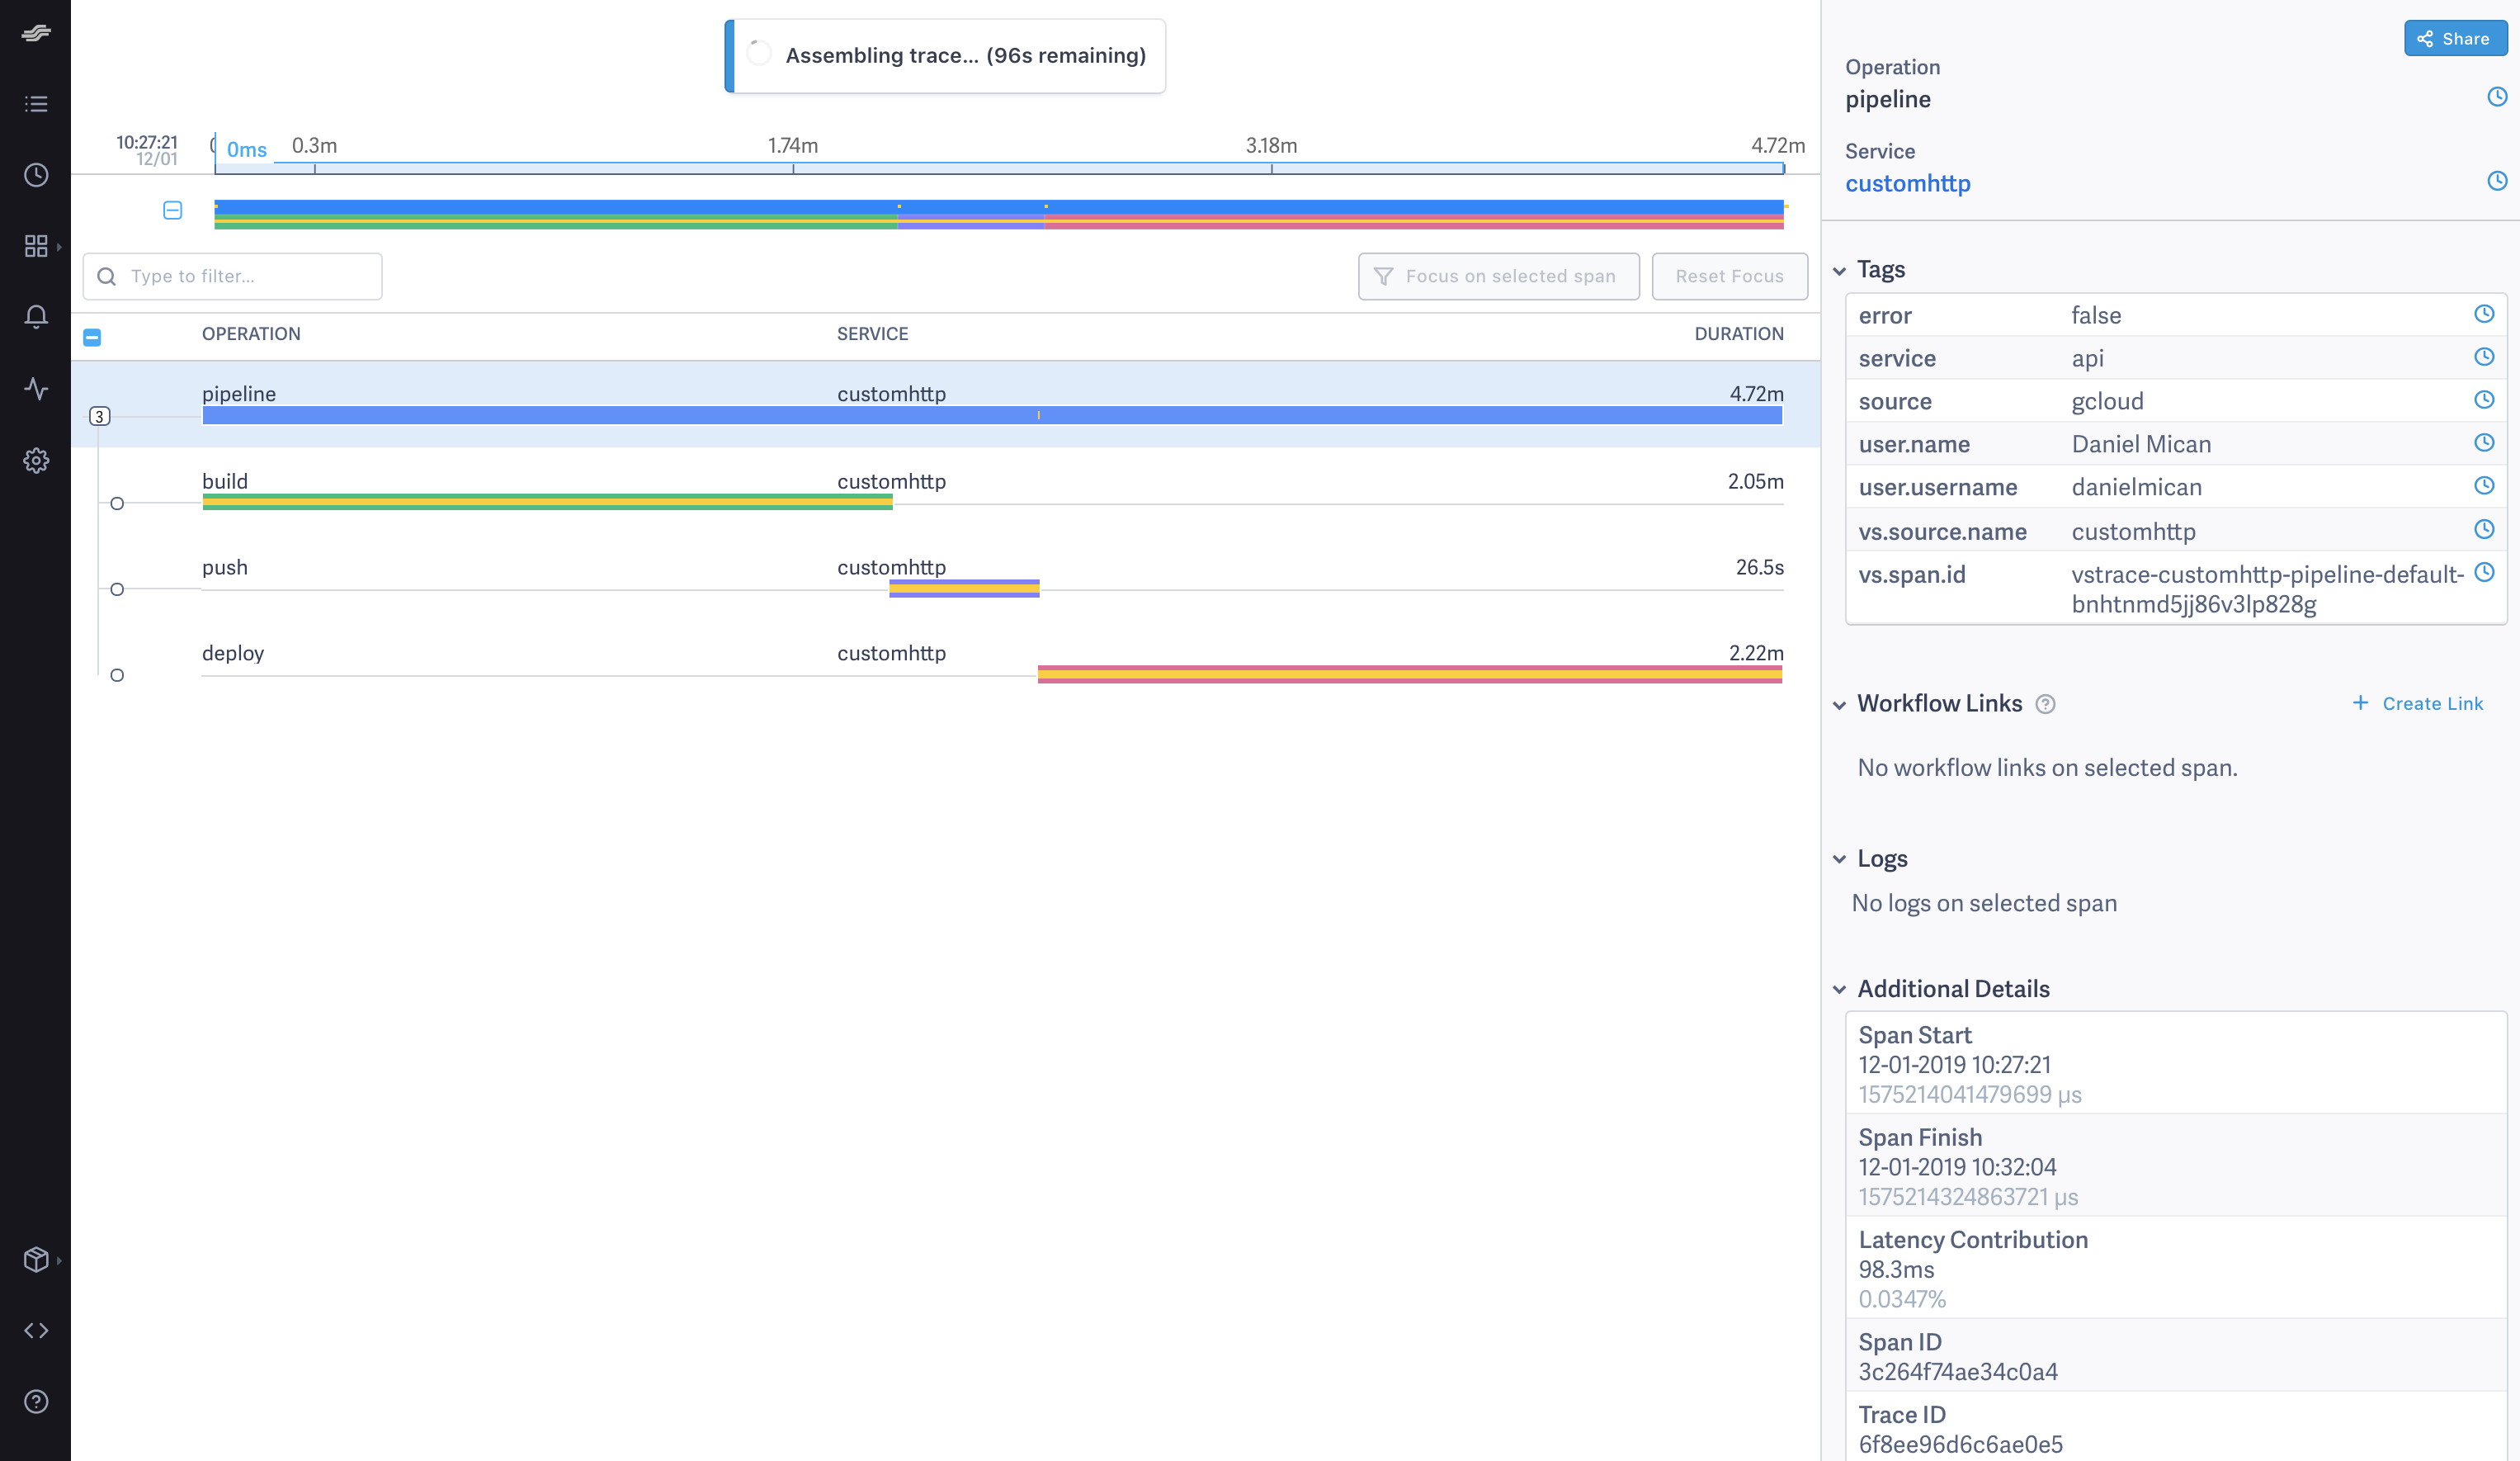 Assembling trace... (96s remaining)
10:27:21
12/01
0ms
0.3m
1.74m
3.18m
4.72m
Type to filter...
Focus on selected span
Reset Focus
OPERATION SERVICE DURATION
pipeline customhttp 4.72m
3
build customhttp 2.05m
push customhttp 26.5s
deploy customhttp 2.22m
Share
Operation
pipeline
Service
customhttp
Tags
error false
service api
source gcloud
user.name Daniel Mican
user.username danielmican
vs.source.name customhttp
vs.span.id vstrace-customhttp-pipeline-default-
bnhtnmd5jj86v3lp828g
Workflow Links ?
+ Create Link
No workflow links on selected span.
Logs
No logs on selected span
Additional Details
Span Start
12-01-2019 10:27:21
1575214041479699 µs
Span Finish
12-01-2019 10:32:04
1575214324863721 µs
Latency Contribution
98.3ms
0.0347%
Span ID
3c264f74ae34c0a4
Trace ID
6f8ee96d6c6ae0e5